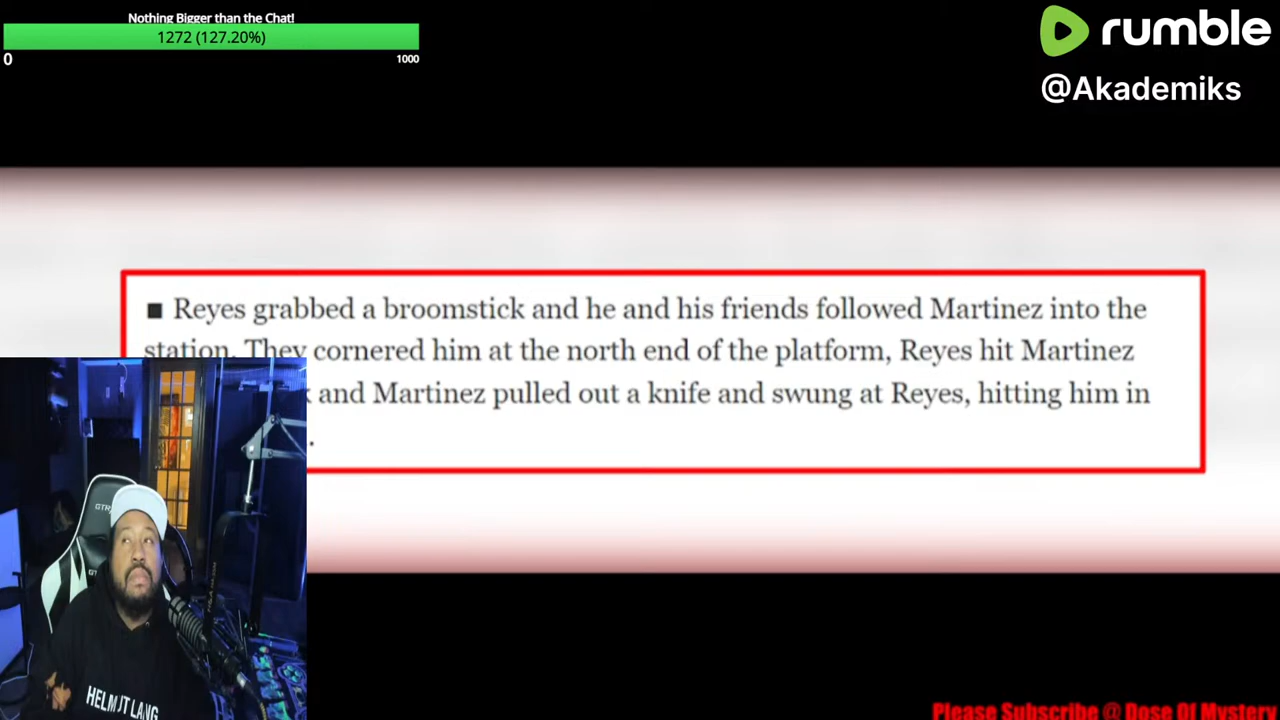 Nothing Bigger than the Chat!
1272 (127.20%)
0
1000
rumble
@Akademiks
■ Reyes grabbed a broomstick and he and his friends followed Martinez into the
station. They cornered him at the north end of the platform, Reyes hit Martinez
and Martinez pulled out a knife and swung at Reyes, hitting him in
.
GTR
HELMUT LANG
Please Subscribe @ Dose Of Mystery